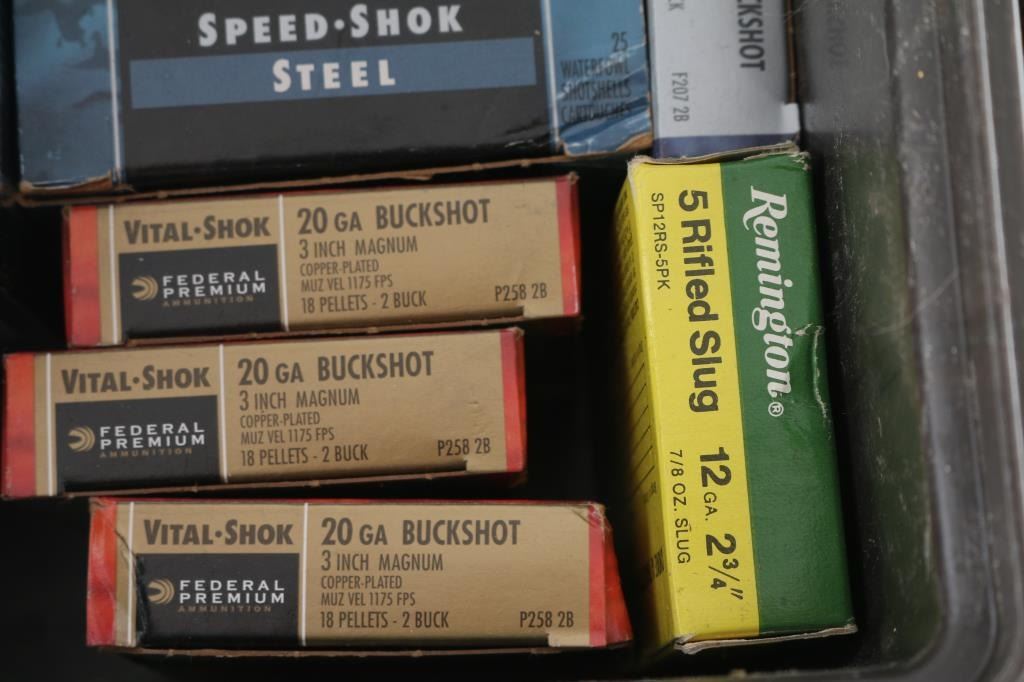 SPEED·SHOK
STEEL
25
WATERFOWL
SHOTSHELLS
CARTOUCHES
CKSHOT
F207 2B
VITAL·SHOK
FEDERAL
PREMIUM
AMMUNITION
20 GA BUCKSHOT
3 INCH MAGNUM
COPPER-PLATED
MUZ VEL 1175 FPS
18 PELLETS - 2 BUCK
P258 2B
VITAL·SHOK
FEDERAL
PREMIUM
AMMUNITION
20 GA BUCKSHOT
3 INCH MAGNUM
COPPER-PLATED
MUZ VEL 1175 FPS
18 PELLETS - 2 BUCK
P258 2B
VITAL·SHOK
FEDERAL
PREMIUM
AMMUNITION
20 GA BUCKSHOT
3 INCH MAGNUM
COPPER-PLATED
MUZ VEL 1175 FPS
18 PELLETS - 2 BUCK
P258 2B
Remington®
5 Rifled Slug 12 GA. 2 3/4"
SP12RS-5PK 7/8 OZ. SLUG